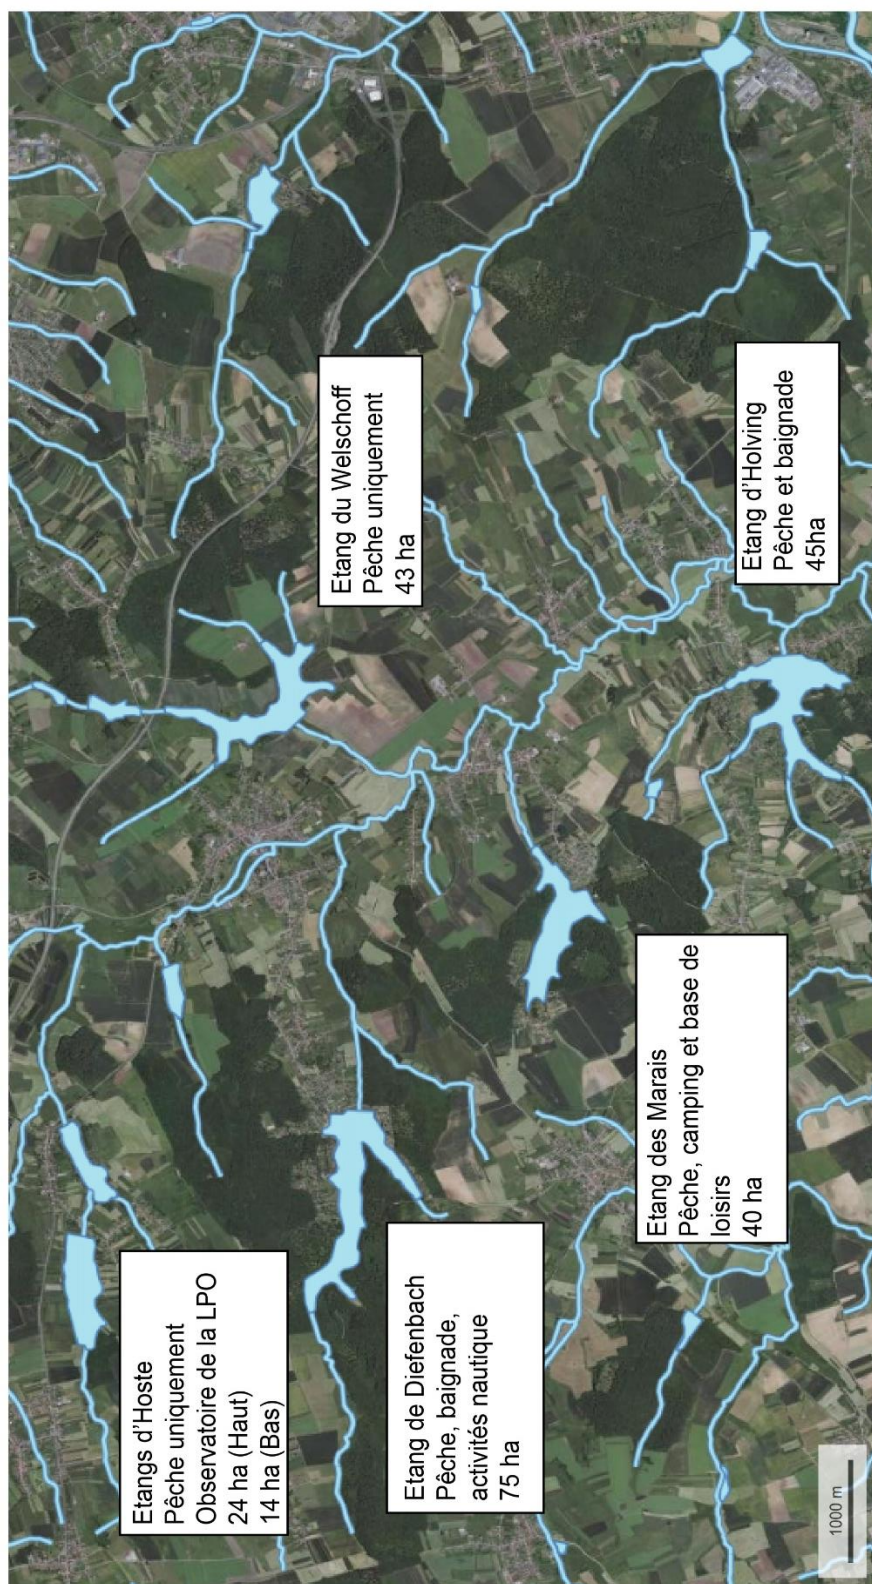 Etangs d'Hoste
Pêche uniquement
Observatoire de la LPO
24 ha (Haut)
14 ha (Bas)
Etang de Diefenbach
Pêche, baignade,
activités nautique
75 ha
Etang du Welschoff
Pêche uniquement
43 ha
Etang des Marais
Pêche, camping et base de
loisirs
40 ha
Etang d'Holving
Pêche et baignade
45ha
1000 m